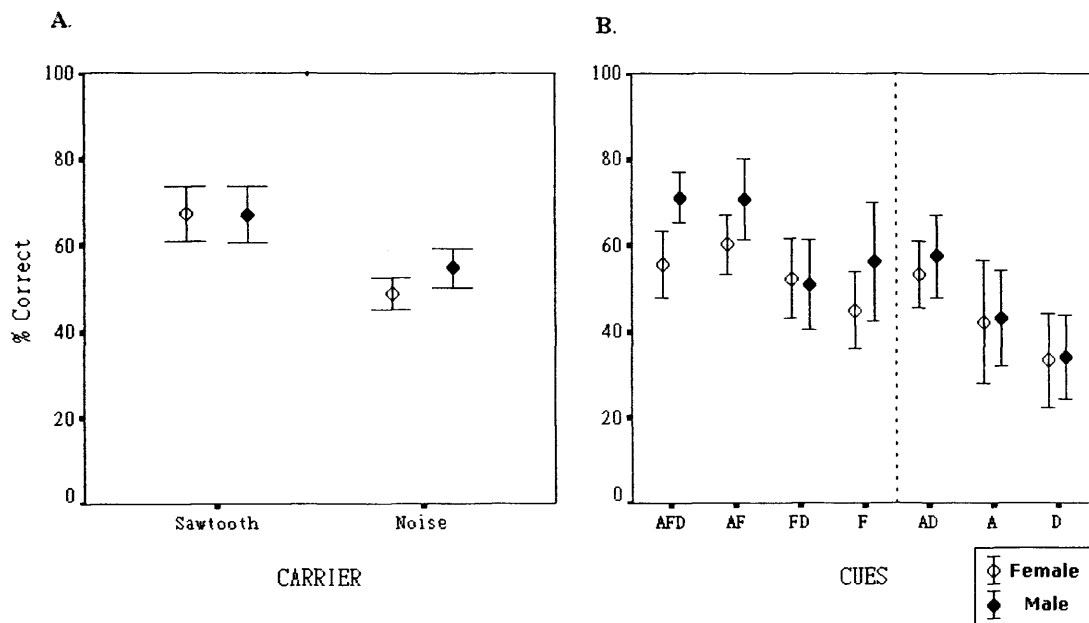 A.
% Correct
100
80
60
40
20
0
Sawtooth Noise
CARRIER
B.
100
80
60
40
20
0
AFD AF FD F AD A D
CUES
Female
Male